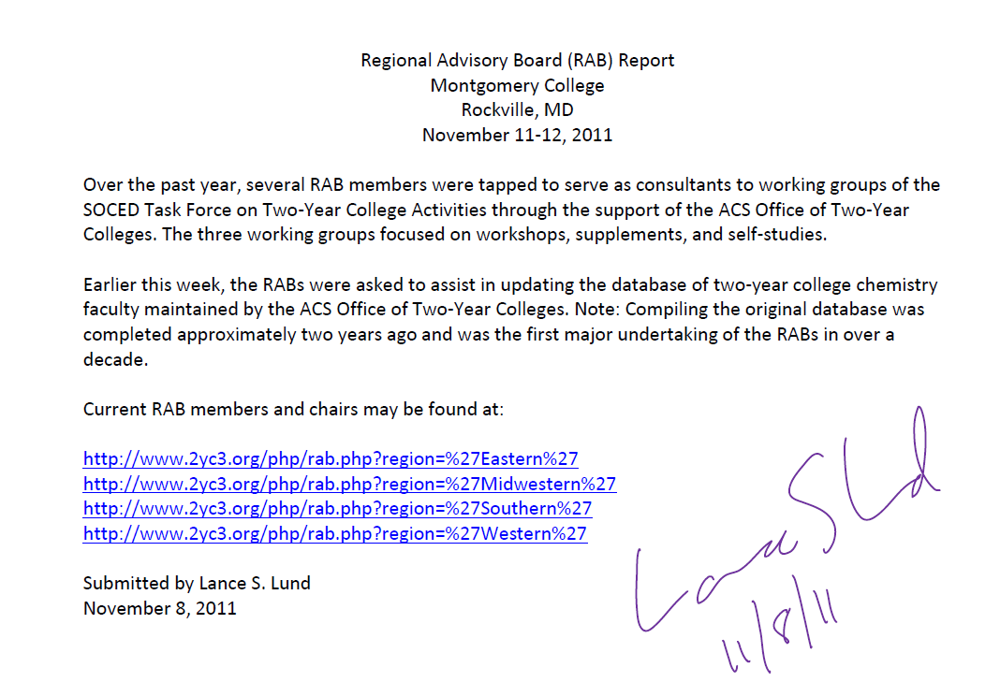 Regional Advisory Board (RAB) Report
Montgomery College
Rockville, MD
November 11-12, 2011
Over the past year, several RAB members were tapped to serve as consultants to working groups of the
SOCED Task Force on Two-Year College Activities through the support of the ACS Office of Two-Year
Colleges. The three working groups focused on workshops, supplements, and self-studies.
Earlier this week, the RABs were asked to assist in updating the database of two-year college chemistry
faculty maintained by the ACS Office of Two-Year Colleges. Note: Compiling the original database was
completed approximately two years ago and was the first major undertaking of the RABs in over a
decade.
Current RAB members and chairs may be found at:
http://www.2yc3.org/php/rab.php?region=%27Eastern%27
http://www.2yc3.org/php/rab.php?region=%27Midwestern%27
http://www.2yc3.org/php/rab.php?region=%27Southern%27
http://www.2yc3.org/php/rab.php?region=%27Western%27
Submitted by Lance S. Lund
November 8, 2011
11/8/11